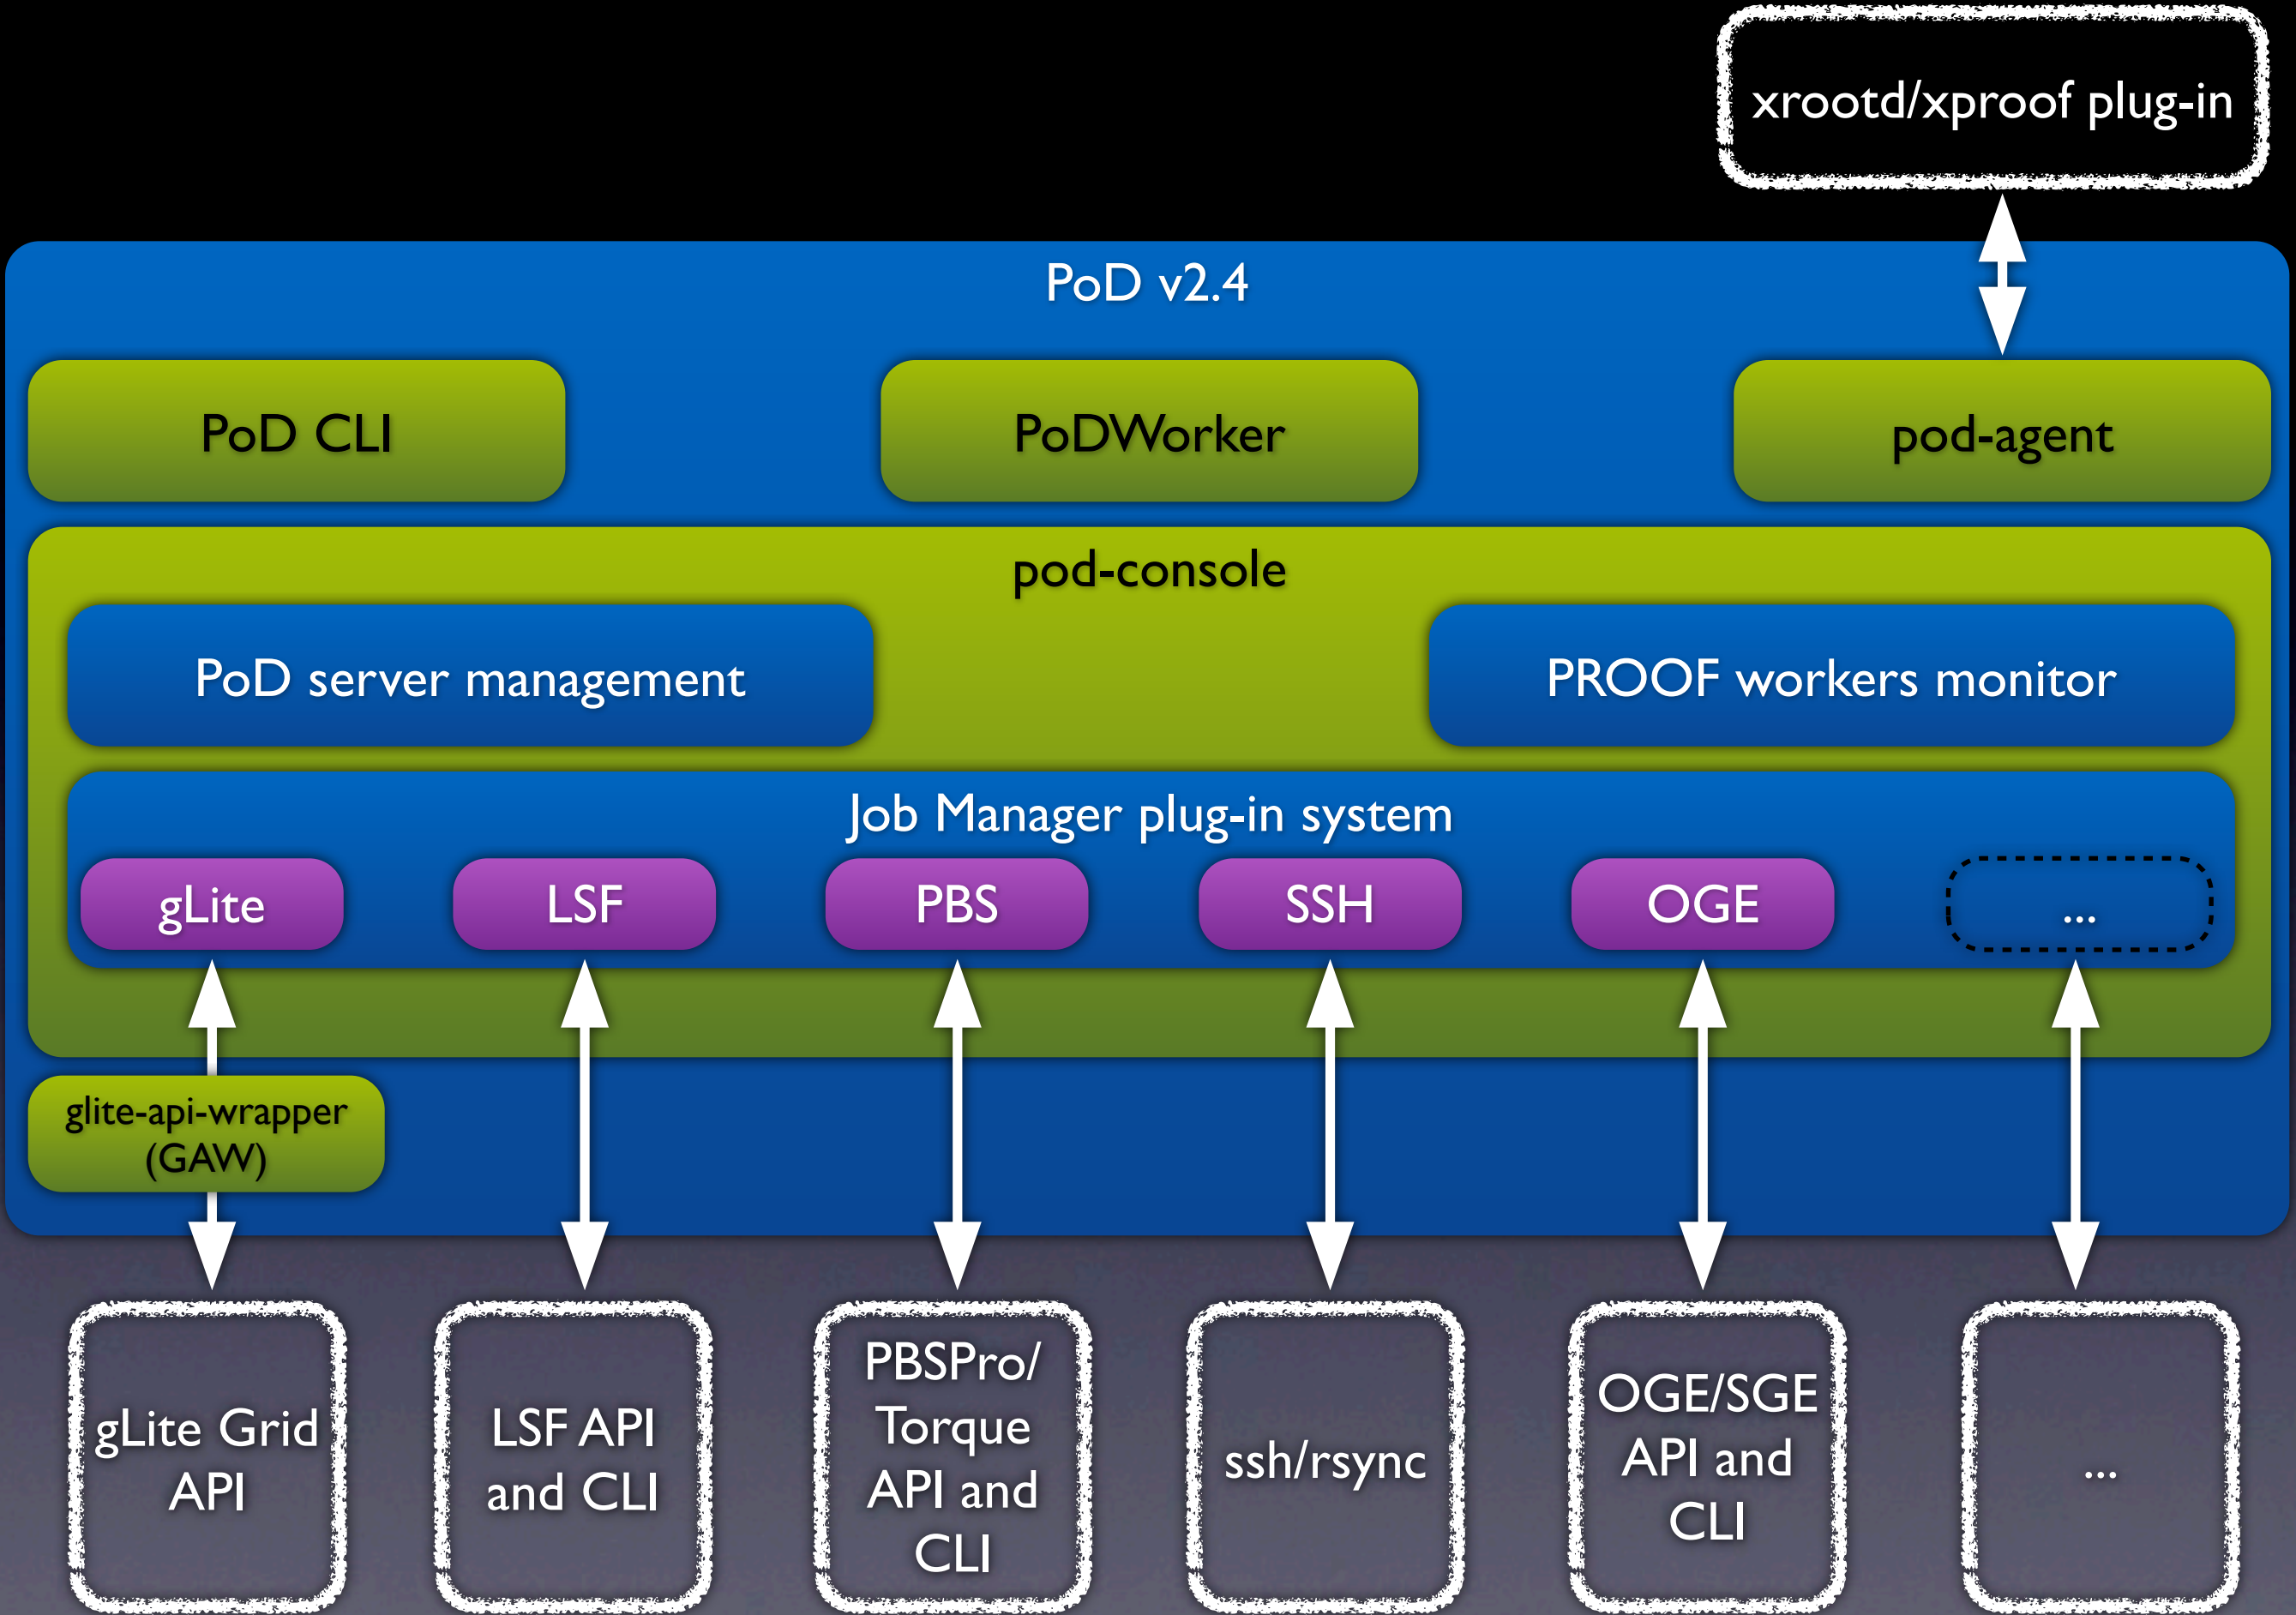 xrootd/xproof plug-in
PoD v2.4
PoD CLI
PoDWorker
pod-agent
pod-console
PoD server management
PROOF workers monitor
Job Manager plug-in system
gLite
LSF
PBS
SSH
OGE
...
glite-api-wrapper
(GAW)
gLite Grid
API
LSF API
and CLI
PBSPro/
Torque
API and
CLI
ssh/rsync
OGE/SGE
API and
CLI
...